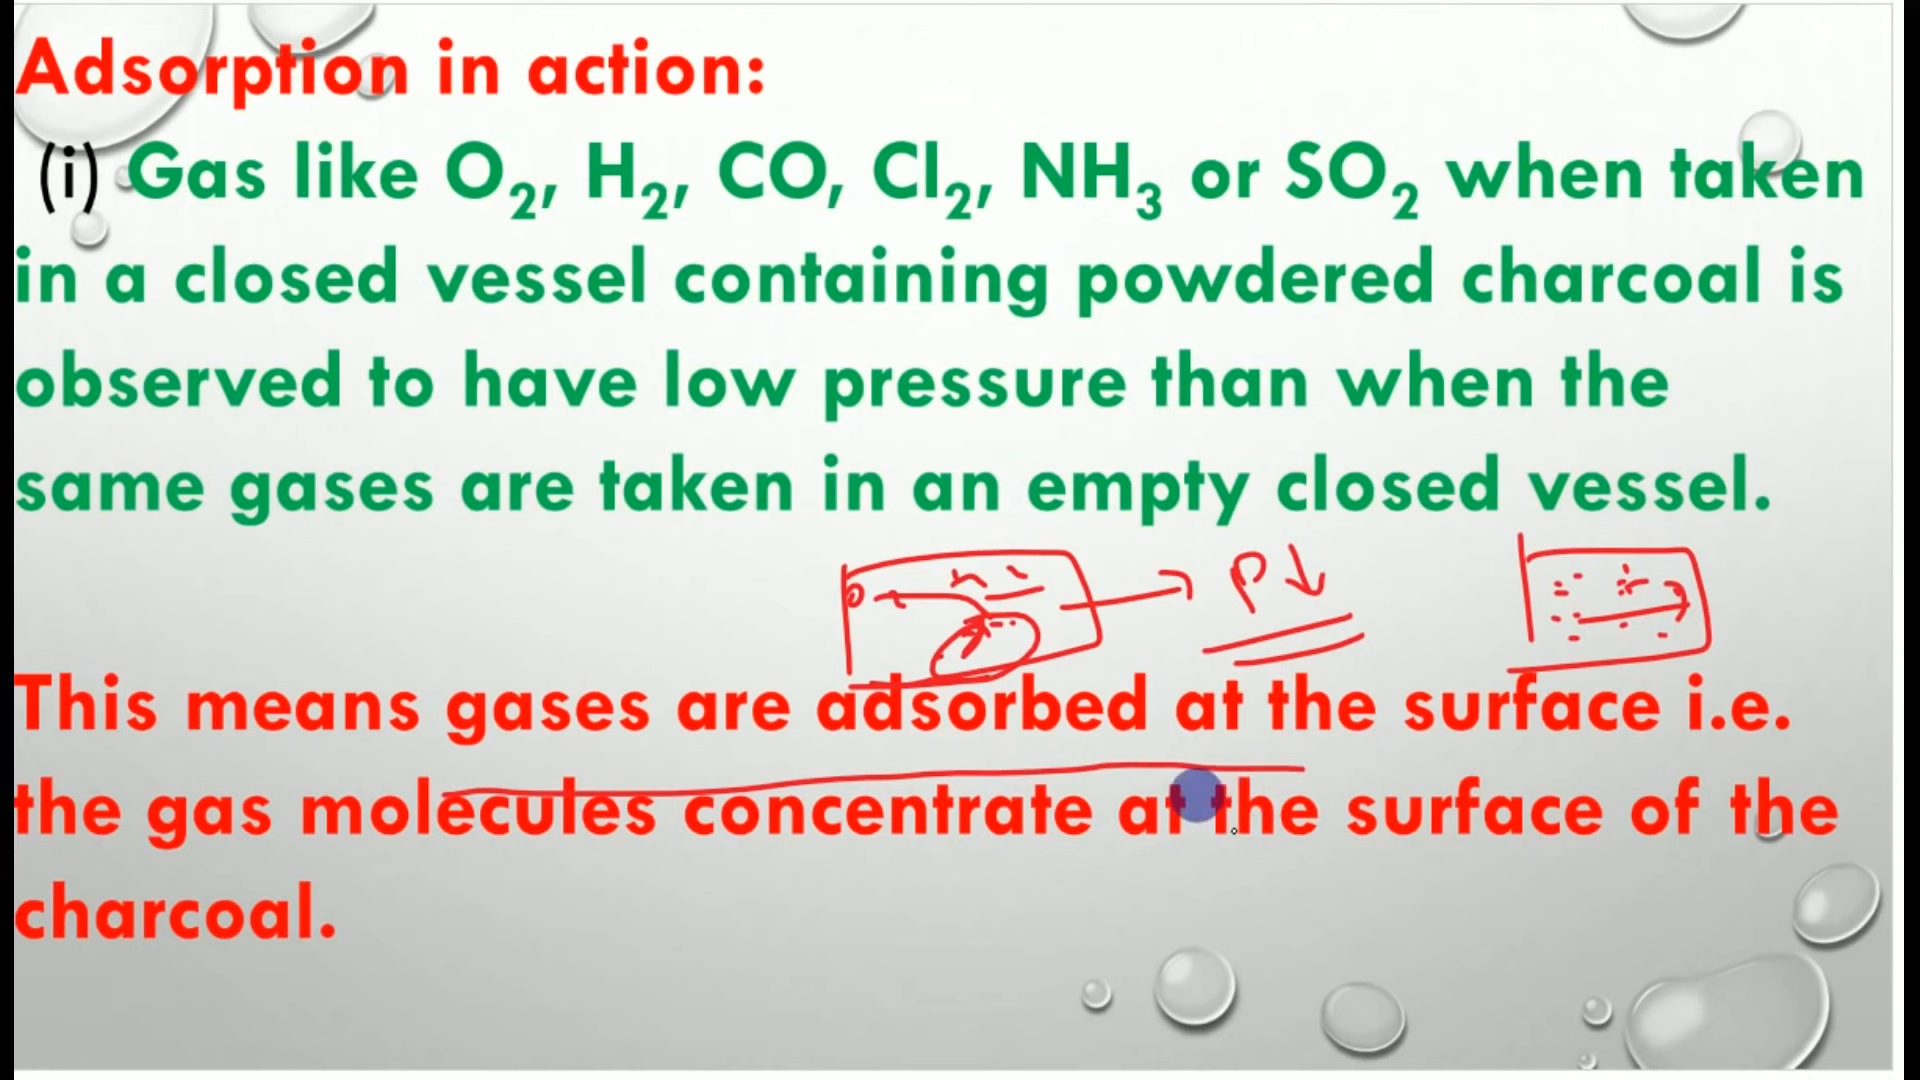 Adsorption in action:
(i) Gas like O₂, H₂, CO, Cl₂, NH₃ or SO₂ when taken
in a closed vessel containing powdered charcoal is
observed to have low pressure than when the
same gases are taken in an empty closed vessel.
P↓
This means gases are adsorbed at the surface i.e.
the gas molecules concentrate at the surface of the
charcoal.